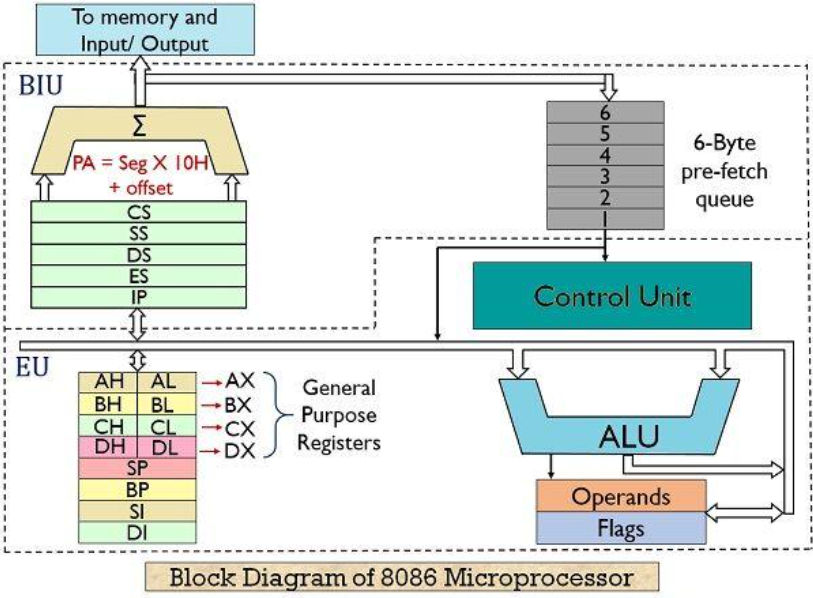 To memory and
Input/ Output
BIU
Σ
PA = Seg X 10H
+ offset
CS
SS
DS
ES
IP
6
5
4
3
2
1
6-Byte
pre-fetch
queue
Control Unit
EU
AH AL AX
BH BL BX
CH CL CX
DH DL DX
SP
BP
SI
DI
General
Purpose
Registers
ALU
Operands
Flags
Block Diagram of 8086 Microprocessor